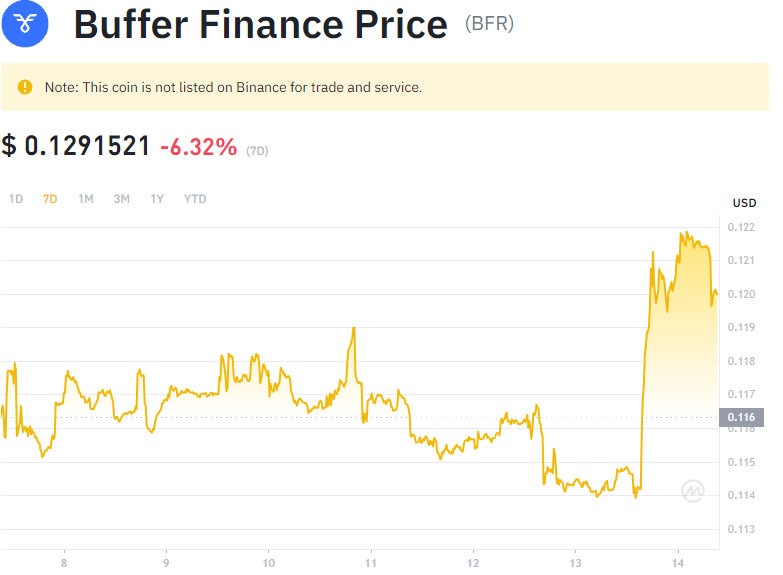 Buffer Finance Price (BFR)
Note: This coin is not listed on Binance for trade and service.
$ 0.1291521 -6.32% (7D)
1D 7D 1M 3M 1Y YTD
USD
0.122
0.121
0.120
0.119
0.118
0.117
0.116
0.116
0.115
0.114
0.113
8 9 10 11 12 13 14